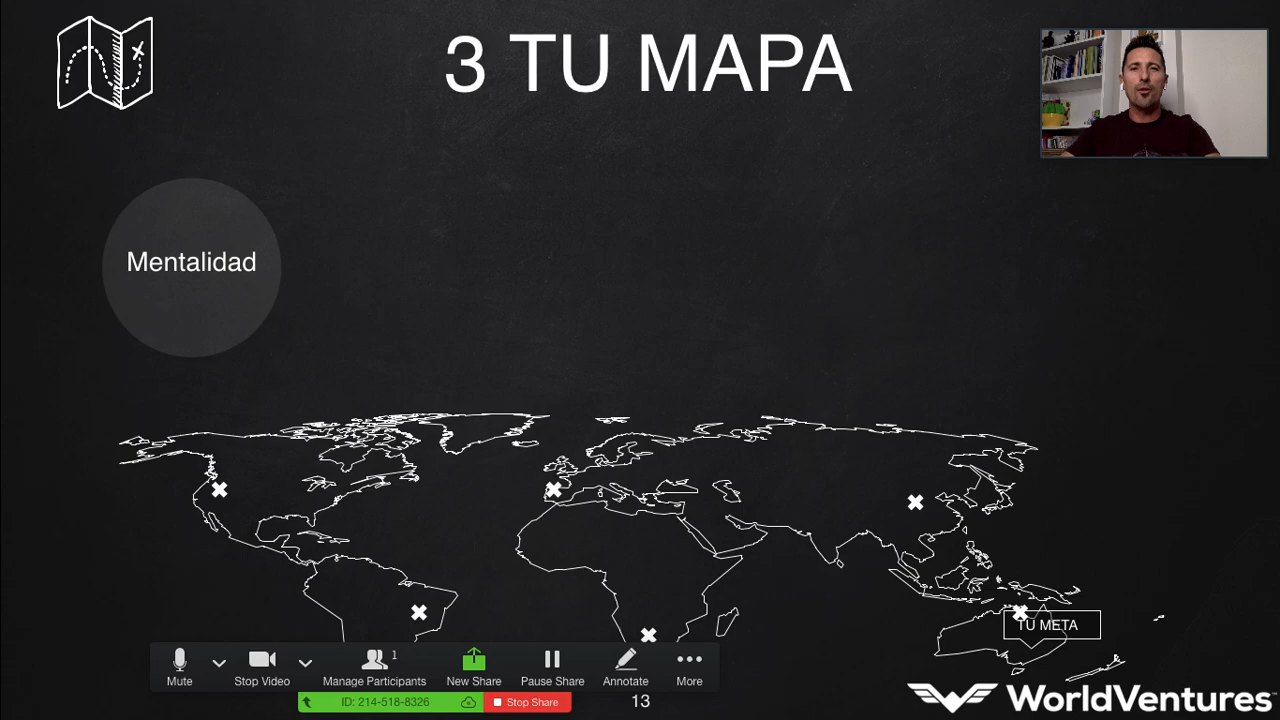 3 TU MAPA
Mentalidad
TU META
1
Mute
Stop Video
Manage Participants
New Share
Pause Share
Annotate
More
ID: 214-518-8326
Stop Share
13
WorldVentures